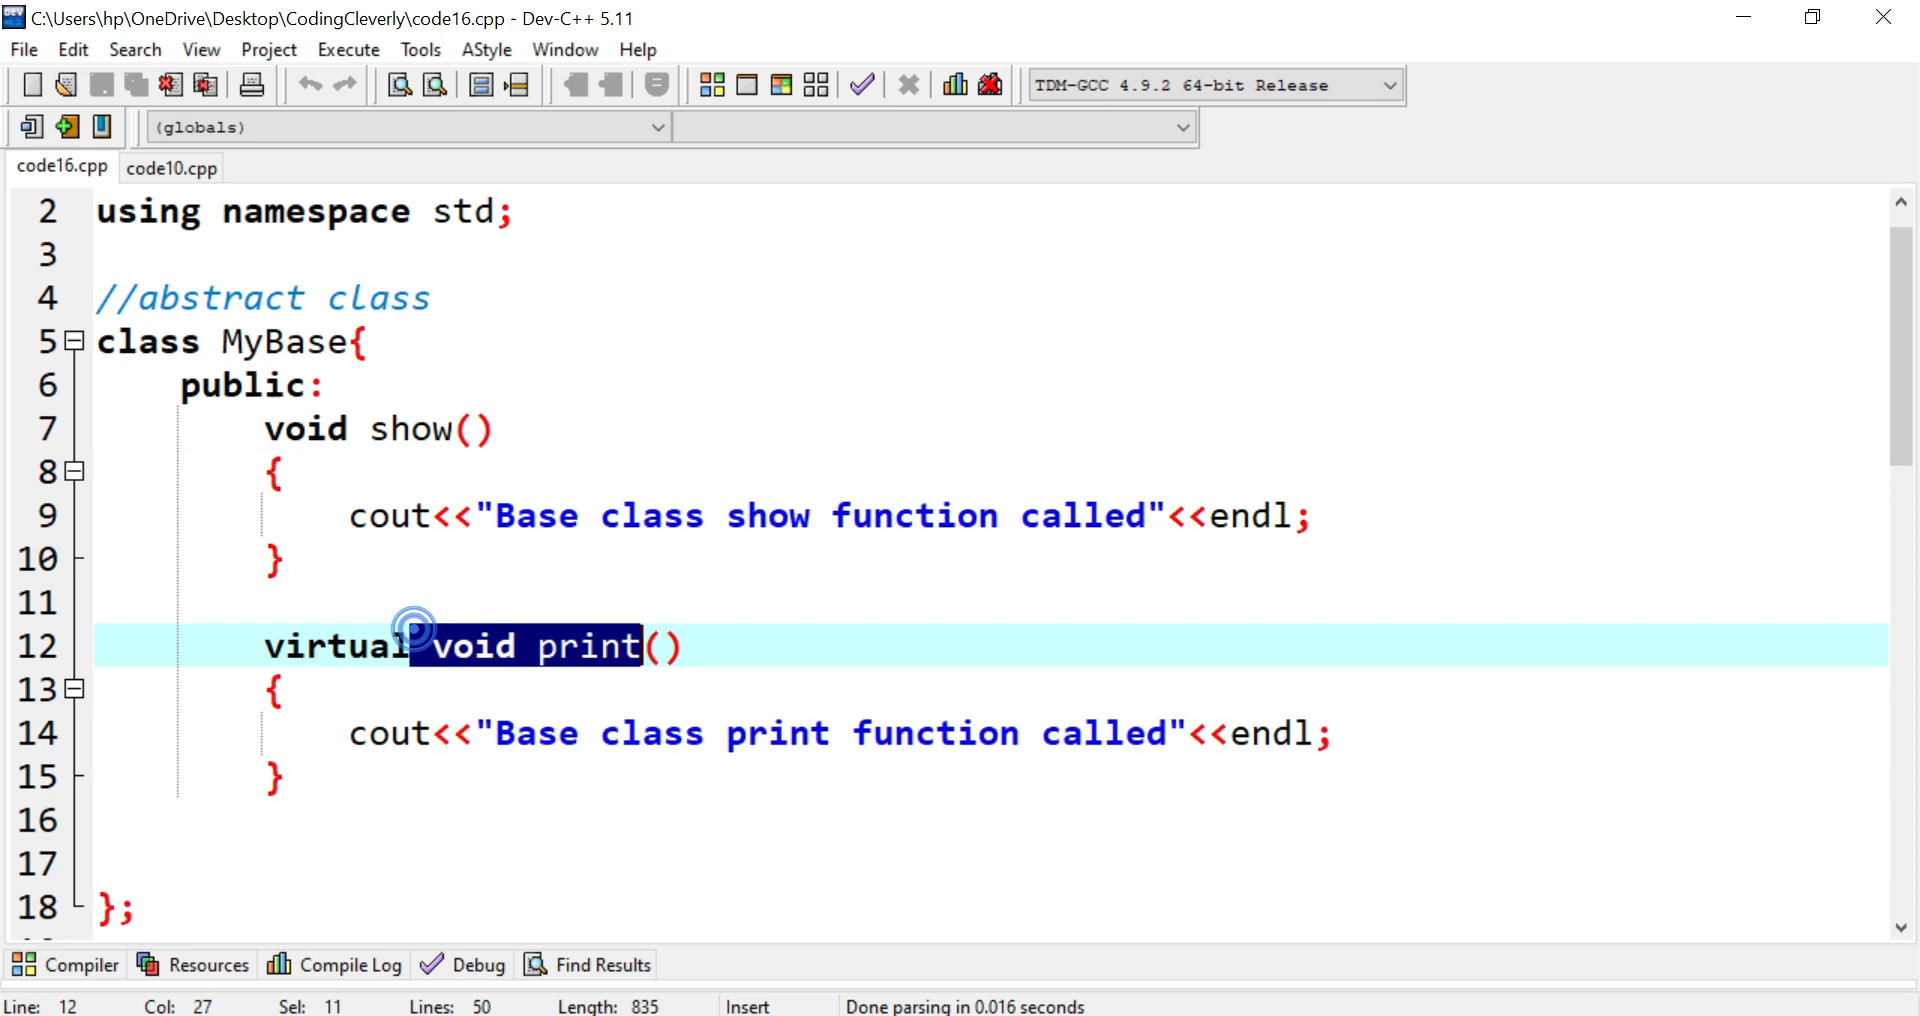 C:\Users\hp\OneDrive\Desktop\CodingCleverly\code16.cpp - Dev-C++ 5.11
File Edit Search View Project Execute Tools AStyle Window Help
TDM-GCC 4.9.2 64-bit Release
(globals)
code16.cpp code10.cpp
2 using namespace std;
3
4 //abstract class
5 class MyBase{
6 public:
7 void show()
8 {
9 cout<<"Base class show function called"<<endl;
10 }
11
12 virtual void print()
13 {
14 cout<<"Base class print function called"<<endl;
15 }
16
17
18 };
Compiler Resources Compile Log Debug Find Results
Line: 12 Col: 27 Sel: 11 Lines: 50 Length: 835 Insert Done parsing in 0.016 seconds